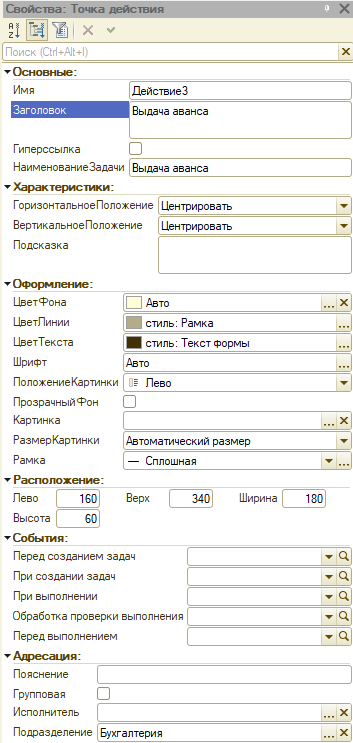 Свойства: Точка действия
Поиск (Ctrl+Alt+I)
Основные:
Имя Действие3
Заголовок Выдача аванса
Гиперссылка
НаименованиеЗадачи Выдача аванса
Характеристики:
ГоризонтальноеПоложение Центрировать
ВертикальноеПоложение Центрировать
Подсказка
Оформление:
ЦветФона Авто
ЦветЛинии стиль: Рамка
ЦветТекста стиль: Текст формы
Шрифт Авто
ПоложениеКартинки Лево
ПрозрачныйФон
Картинка
РазмерКартинки Автоматический размер
Рамка Сплошная
Расположение:
Лево 160 Верх 340 Ширина 180
Высота 60
События:
Перед созданием задач
При создании задач
При выполнении
Обработка проверки выполнения
Перед выполнением
Адресация:
Пояснение
Групповая
Исполнитель
Подразделение Бухгалтерия